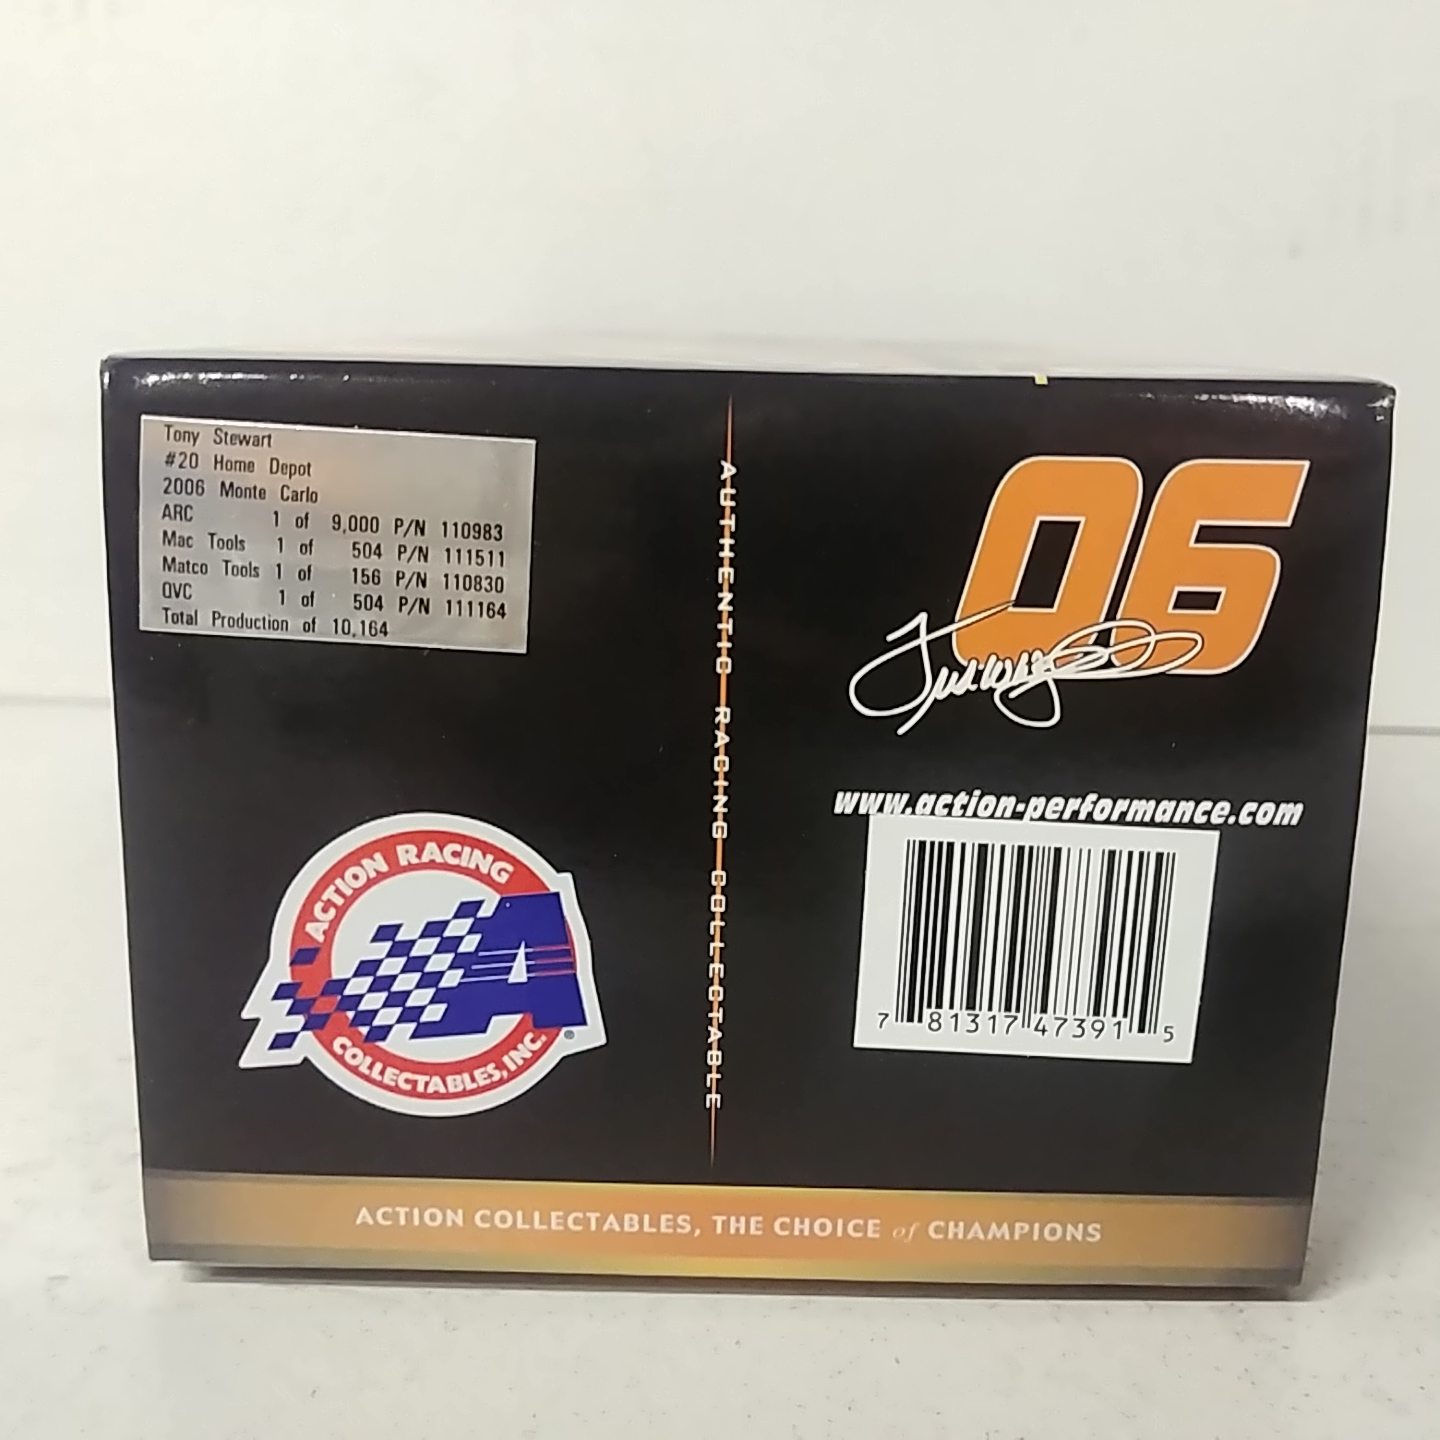 Tony Stewart
#20 Home Depot
2006 Monte Carlo
ARC 1 of 9,000 P/N 110983
Mac Tools 1 of 504 P/N 111511
Matco Tools 1 of 156 P/N 110830
QVC 1 of 504 P/N 111164
Total Production of 10,164
ACTION RACING
A
COLLECTABLES, INC.
®
AUTHENTIC RACING COLLECTABLE
06
www.action-performance.com
7 81317 47391 5
ACTION COLLECTABLES, THE CHOICE of CHAMPIONS